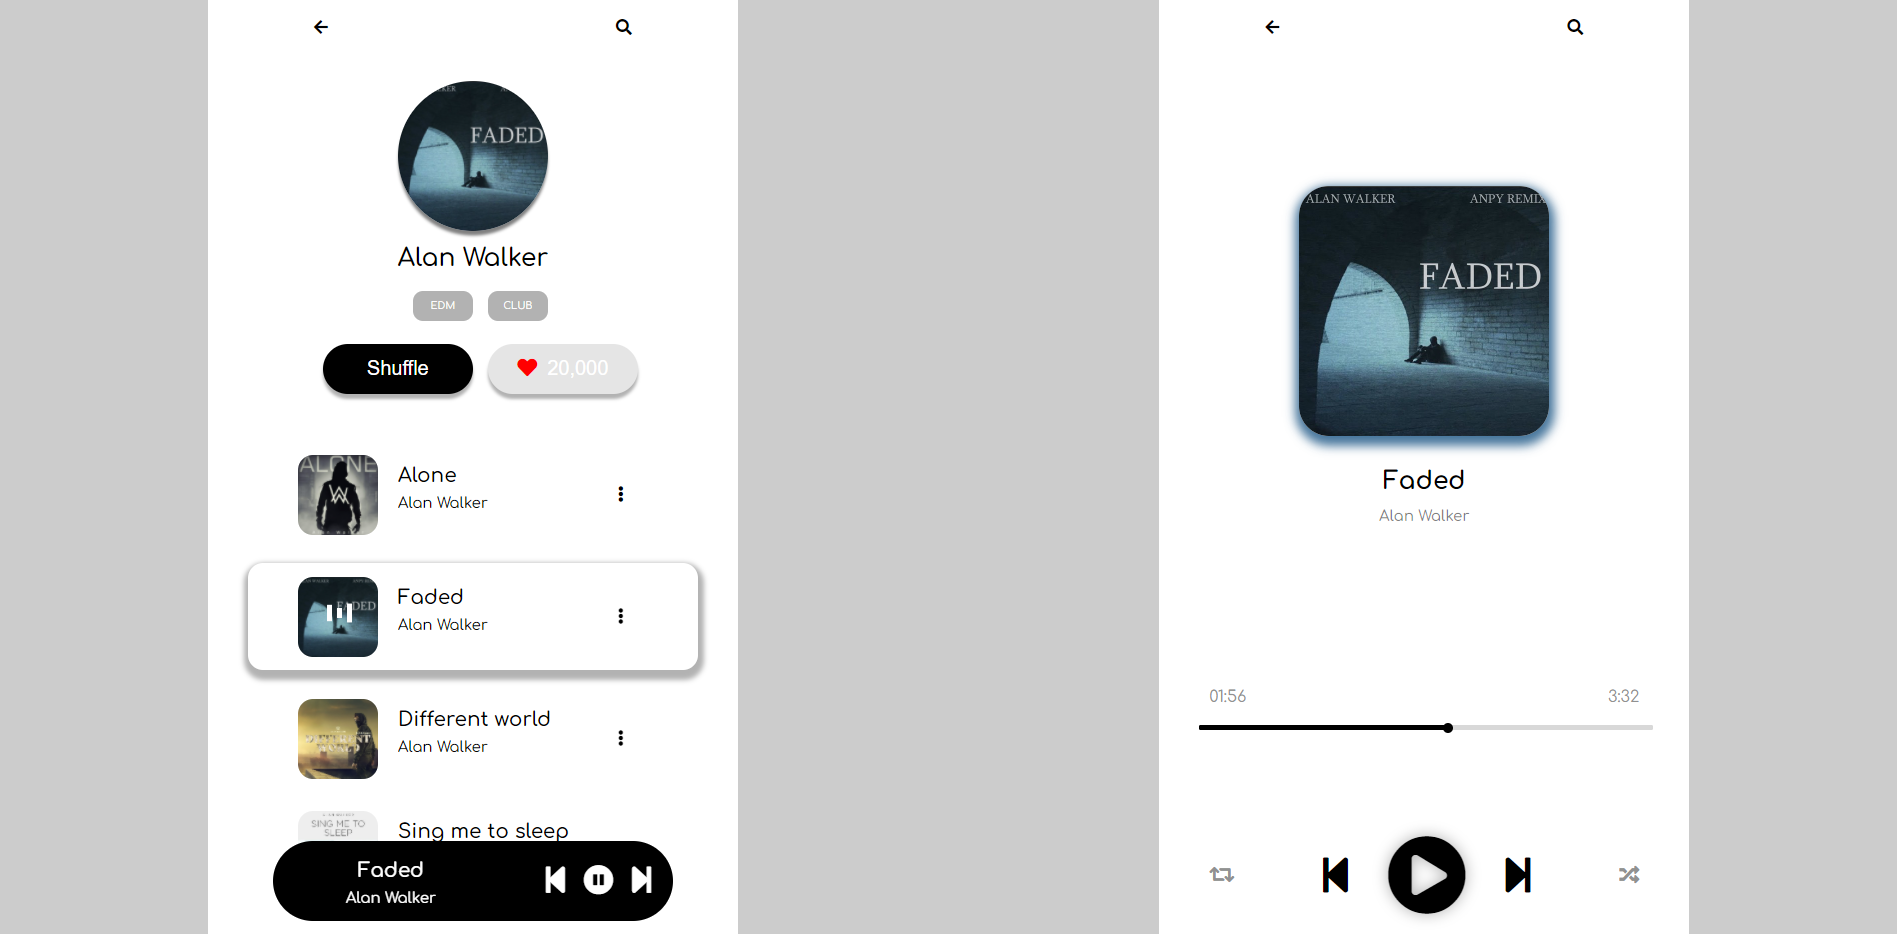 FADED
Alan Walker
EDM CLUB
Shuffle 20,000
ALONE
Alone
Alan Walker
FADED
Faded
Alan Walker
DIFFERENT
WORLD
Different world
Alan Walker
SING ME TO
SLEEP
Sing me to sleep
Faded
Alan Walker
ALAN WALKER ANPY REMIX
FADED
Faded
Alan Walker
01:56 3:32